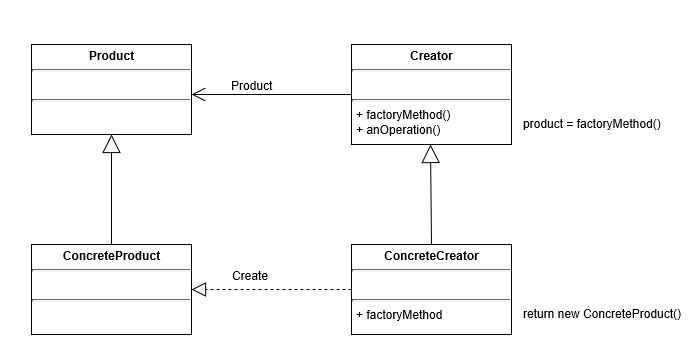 Product
Creator
Product
+ factoryMethod()
+ anOperation()
product = factoryMethod()
ConcreteProduct
ConcreteCreator
Create
+ factoryMethod
return new ConcreteProduct()